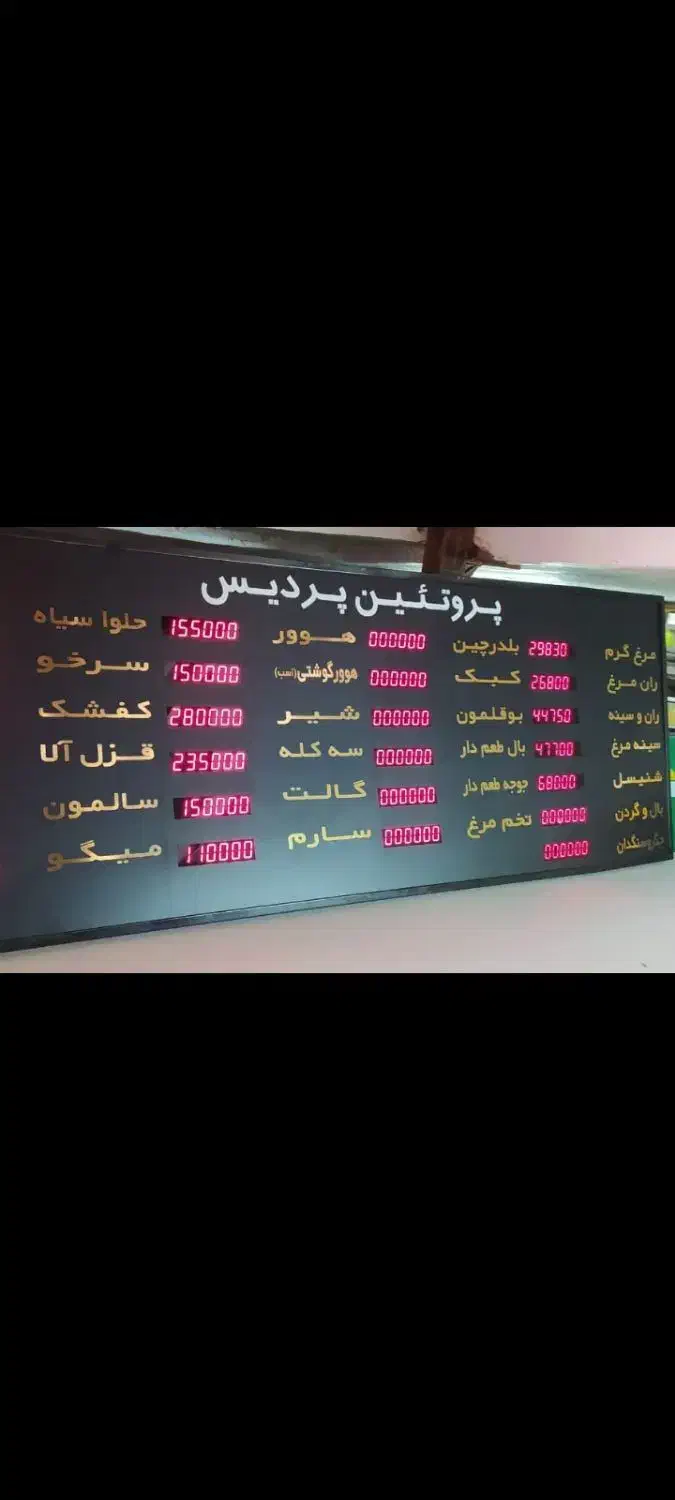 پروتئین پردیس
مرغ گرم 29830 بلدرچین 000000 هوور 155000 حلوا سیاه
ران مرغ 26800 کبک 000000 هوورگوشتی(اسب) 150000 سرخو
ران و سینه 44750 بوقلمون 000000 شیر 280000 کفشک
سینه مرغ 47700 بال طعم دار 000000 سه کله 235000 قزل آلا
شنیسل 68000 جوجه طعم دار 000000 گالت 150000 سالمون
بال و گردن 000000 تخم مرغ 000000 سارم 110000 میگو
جگروسنگدان 000000